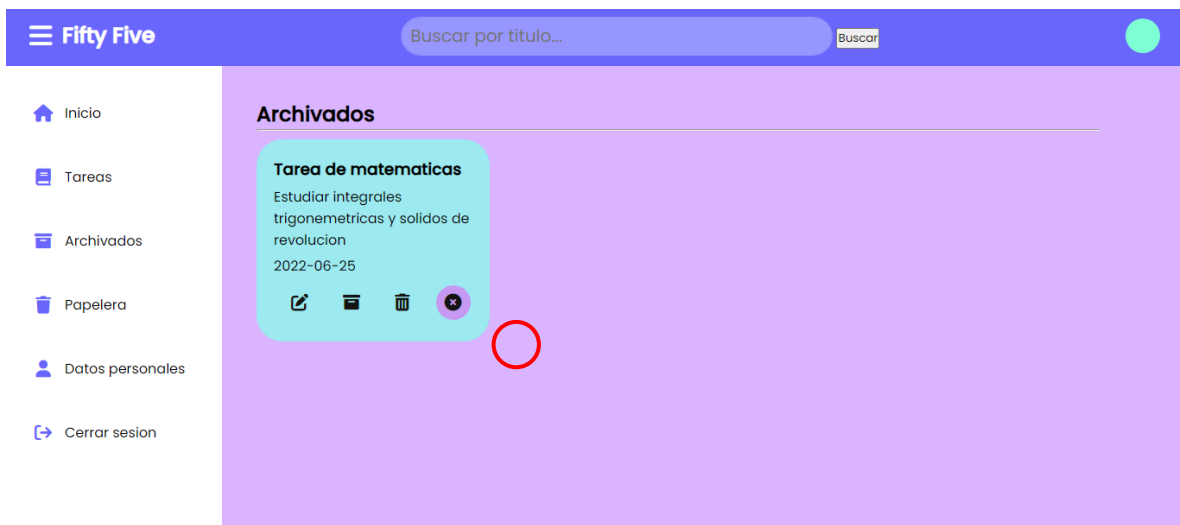 Fifty Five
Buscar por titulo...
Buscar
Inicio
Tareas
Archivados
Papelera
Datos personales
Cerrar sesion
Archivados
Tarea de matematicas
Estudiar integrales
trigonemetricas y solidos de
revolucion
2022-06-25